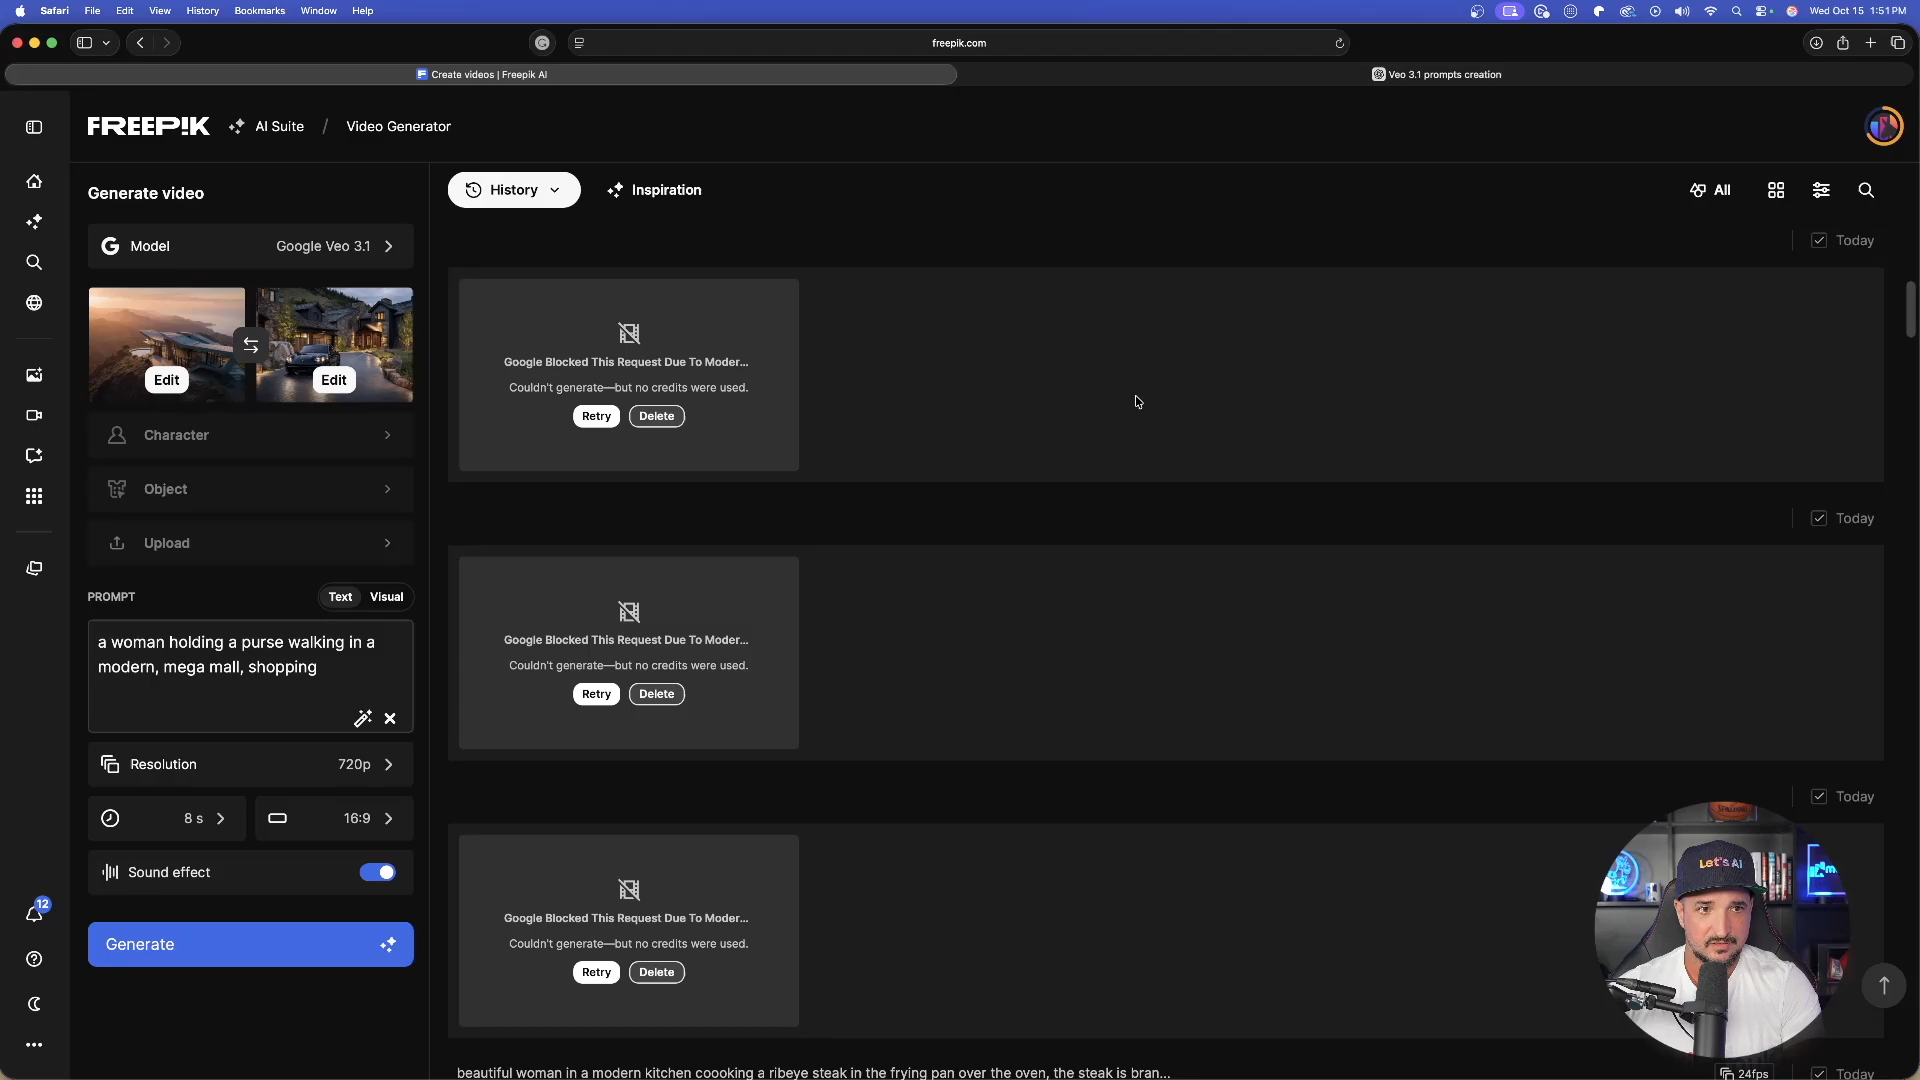 Safari File Edit View History Bookmarks Window Help Wed Oct 15 1:51 PM
freepik.com
Create videos | Freepik AI
Veo 3.1 prompts creation
FREEP!K AI Suite / Video Generator
Generate video
History
Inspiration
All
Model Google Veo 3.1
Today
Edit
Edit
Google Blocked This Request Due To Moder...
Couldn't generate—but no credits were used.
Retry Delete
Character
Object
Upload
Today
PROMPT Text Visual
a woman holding a purse walking in a
modern, mega mall, shopping
Google Blocked This Request Due To Moder...
Couldn't generate—but no credits were used.
Retry Delete
Resolution 720p
8 s
16:9
Today
Sound effect
12
Generate
Google Blocked This Request Due To Moder...
Couldn't generate—but no credits were used.
Retry Delete
Let's AI
beautiful woman in a modern kitchen coooking a ribeye steak in the frying pan over the oven, the steak is bran...
24fps
Today